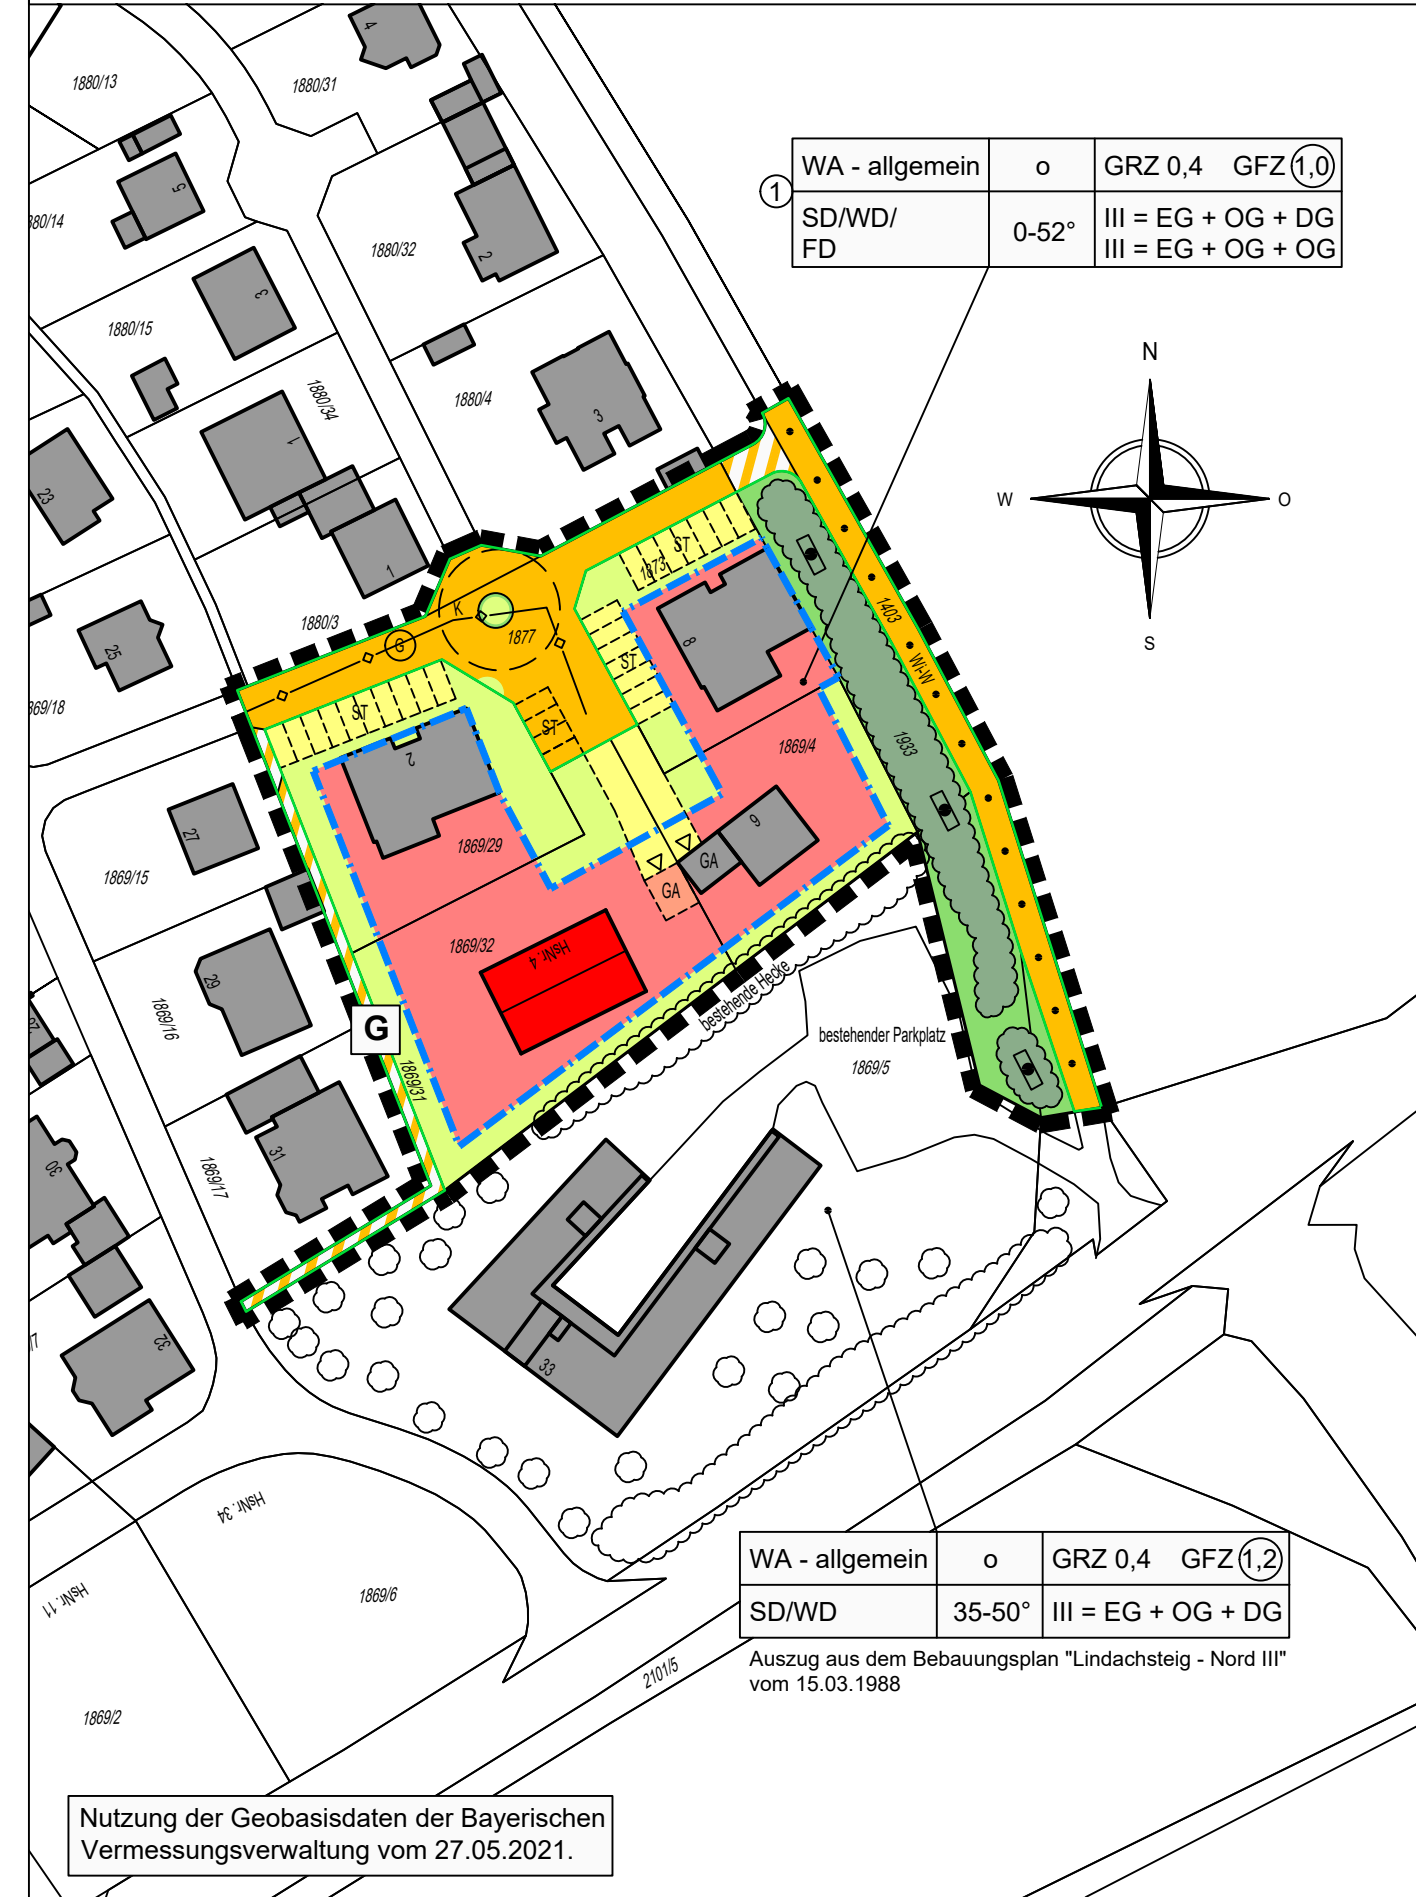 4
1880/13
1880/31
5
880/14
1880/32
2
3
1880/15
1880/34
1880/4
3
1
23
1
1880/3
25
869/18
WA - allgemein o GRZ 0,4 GFZ 1,0
1
SD/WD/
FD
0-52°
III = EG + OG + DG
III = EG + OG + OG
N
W
O
S
ST
1873
K
G
1877
ST
8
1403
Wi-W
ST
ST
2
1869/4
1933
27
1869/29
6
GA
GA
1869/15
1869/32
HsNr. 4
29
1869/16
G
1869/31
bestehende Hecke
bestehender Parkplatz
1869/5
31
30
1869/17
32
33
HsNr. 34
HsNr. 11
1869/6
2101/5
1869/2
WA - allgemein o GRZ 0,4 GFZ 1,2
SD/WD 35-50° III = EG + OG + DG
Auszug aus dem Bebauungsplan "Lindachsteig - Nord III"
vom 15.03.1988
Nutzung der Geobasisdaten der Bayerischen
Vermessungsverwaltung vom 27.05.2021.